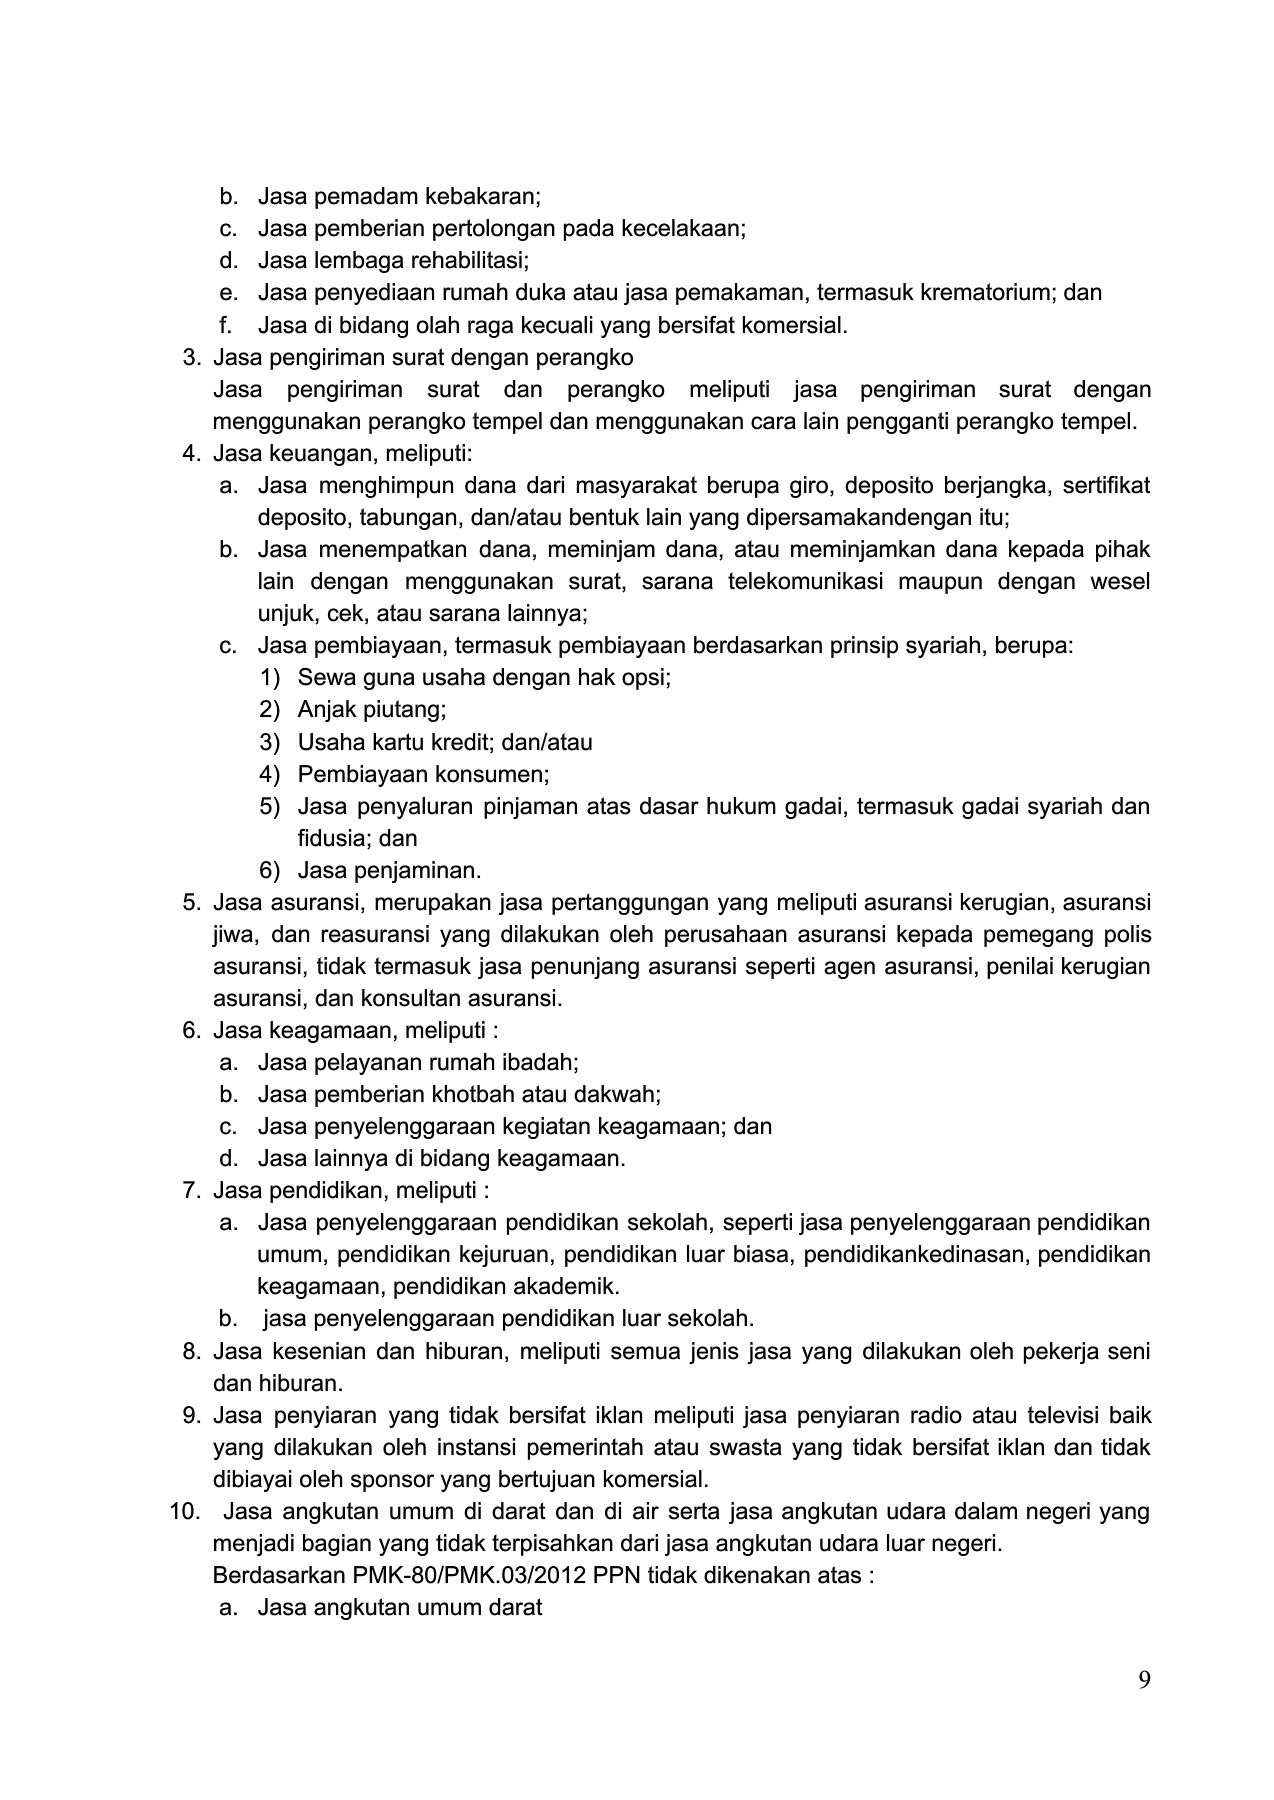 b. Jasa pemadam kebakaran;
c. Jasa pemberian pertolongan pada kecelakaan;
d. Jasa lembaga rehabilitasi;
e. Jasa penyediaan rumah duka atau jasa pemakaman, termasuk krematorium; dan
f. Jasa di bidang olah raga kecuali yang bersifat komersial.
3. Jasa pengiriman surat dengan perangko
Jasa pengiriman surat dan perangko meliputi jasa pengiriman surat dengan
menggunakan perangko tempel dan menggunakan cara lain pengganti perangko tempel.
4. Jasa keuangan, meliputi:
a. Jasa menghimpun dana dari masyarakat berupa giro, deposito berjangka, sertifikat
deposito, tabungan, dan/atau bentuk lain yang dipersamakandengan itu;
b. Jasa menempatkan dana, meminjam dana, atau meminjamkan dana kepada pihak
lain dengan menggunakan surat, sarana telekomunikasi maupun dengan wesel
unjuk, cek, atau sarana lainnya;
c. Jasa pembiayaan, termasuk pembiayaan berdasarkan prinsip syariah, berupa:
1) Sewa guna usaha dengan hak opsi;
2) Anjak piutang;
3) Usaha kartu kredit; dan/atau
4) Pembiayaan konsumen;
5) Jasa penyaluran pinjaman atas dasar hukum gadai, termasuk gadai syariah dan
fidusia; dan
6) Jasa penjaminan.
5. Jasa asuransi, merupakan jasa pertanggungan yang meliputi asuransi kerugian, asuransi
jiwa, dan reasuransi yang dilakukan oleh perusahaan asuransi kepada pemegang polis
asuransi, tidak termasuk jasa penunjang asuransi seperti agen asuransi, penilai kerugian
asuransi, dan konsultan asuransi.
6. Jasa keagamaan, meliputi :
a. Jasa pelayanan rumah ibadah;
b. Jasa pemberian khotbah atau dakwah;
c. Jasa penyelenggaraan kegiatan keagamaan; dan
d. Jasa lainnya di bidang keagamaan.
7. Jasa pendidikan, meliputi :
a. Jasa penyelenggaraan pendidikan sekolah, seperti jasa penyelenggaraan pendidikan
umum, pendidikan kejuruan, pendidikan luar biasa, pendidikankedinasan, pendidikan
keagamaan, pendidikan akademik.
b. jasa penyelenggaraan pendidikan luar sekolah.
8. Jasa kesenian dan hiburan, meliputi semua jenis jasa yang dilakukan oleh pekerja seni
dan hiburan.
9. Jasa penyiaran yang tidak bersifat iklan meliputi jasa penyiaran radio atau televisi baik
yang dilakukan oleh instansi pemerintah atau swasta yang tidak bersifat iklan dan tidak
dibiayai oleh sponsor yang bertujuan komersial.
10. Jasa angkutan umum di darat dan di air serta jasa angkutan udara dalam negeri yang
menjadi bagian yang tidak terpisahkan dari jasa angkutan udara luar negeri.
Berdasarkan PMK-80/PMK.03/2012 PPN tidak dikenakan atas :
a. Jasa angkutan umum darat
9